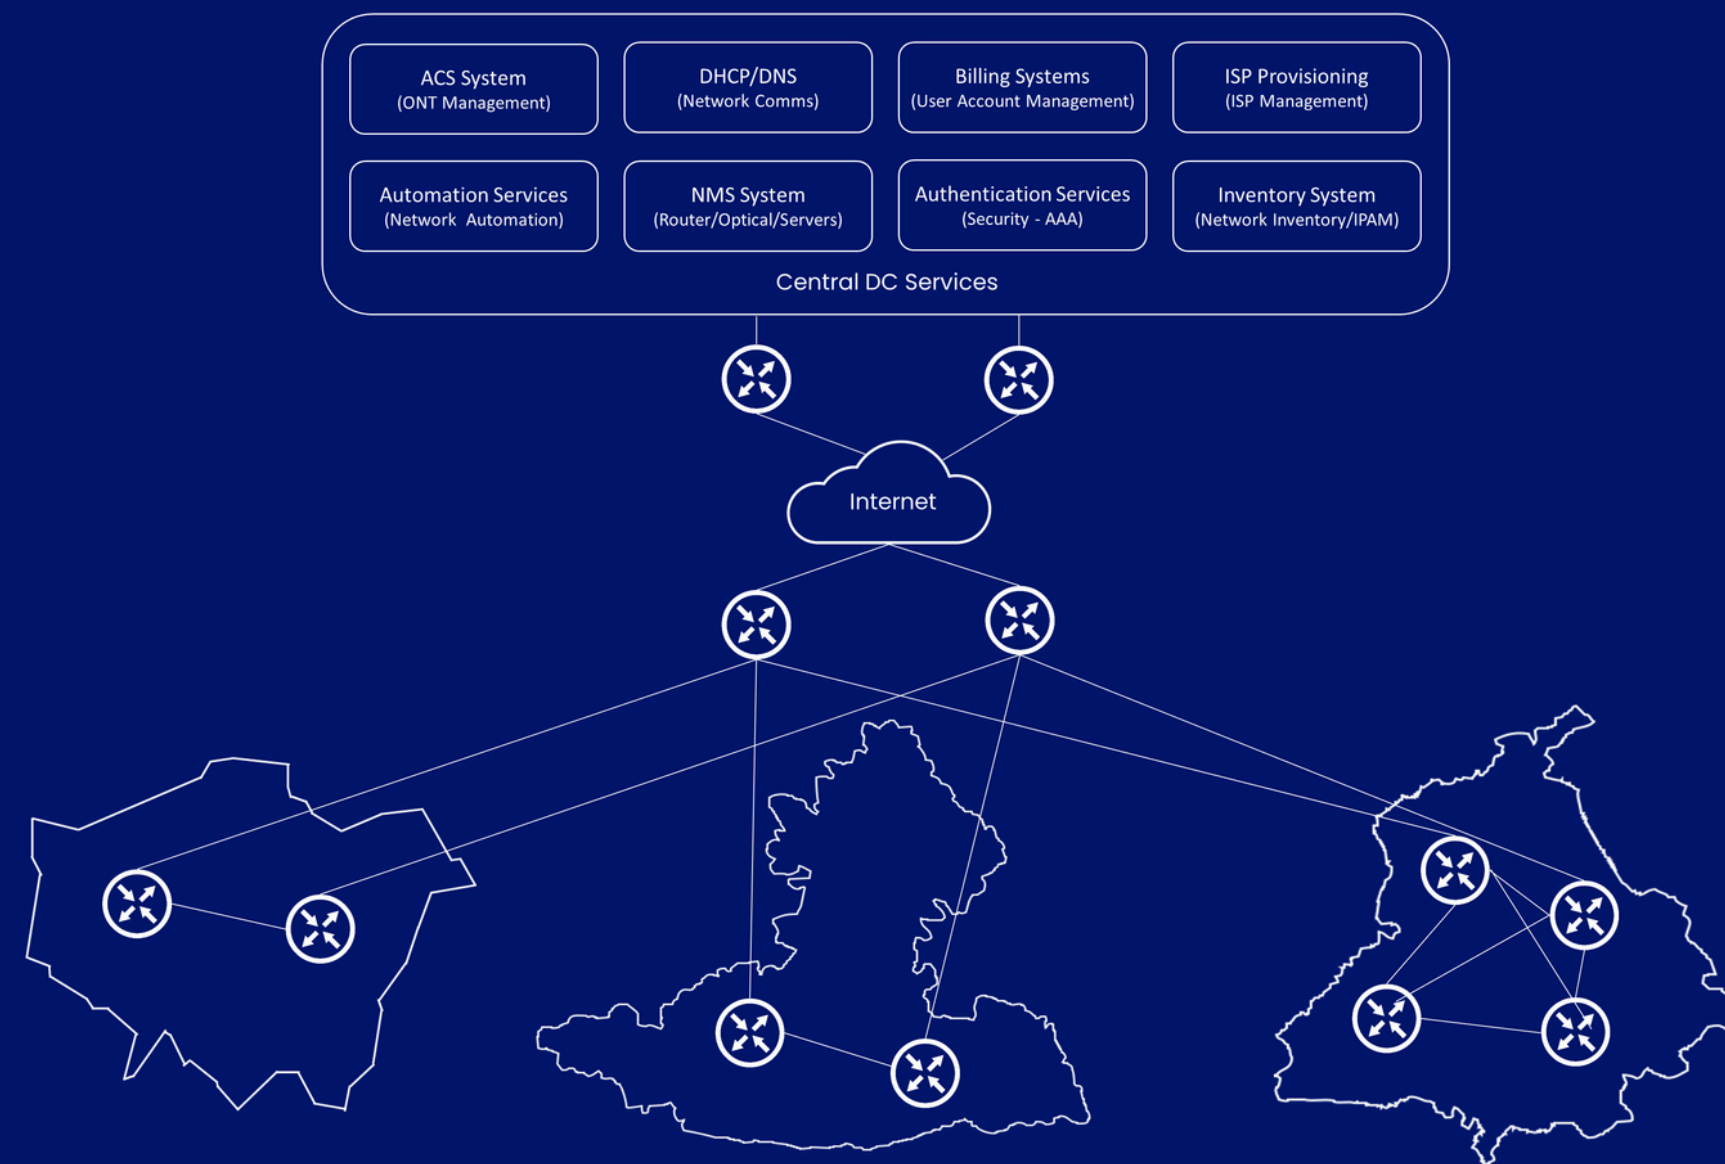 ACS System
(ONT Management)
DHCP/DNS
(Network Comms)
Billing Systems
(User Account Management)
ISP Provisioning
(ISP Management)
Automation Services
(Network  Automation)
NMS System
(Router/Optical/Servers)
Authentication Services
(Security - AAA)
Inventory System
(Network Inventory/IPAM)
Central DC Services
Internet